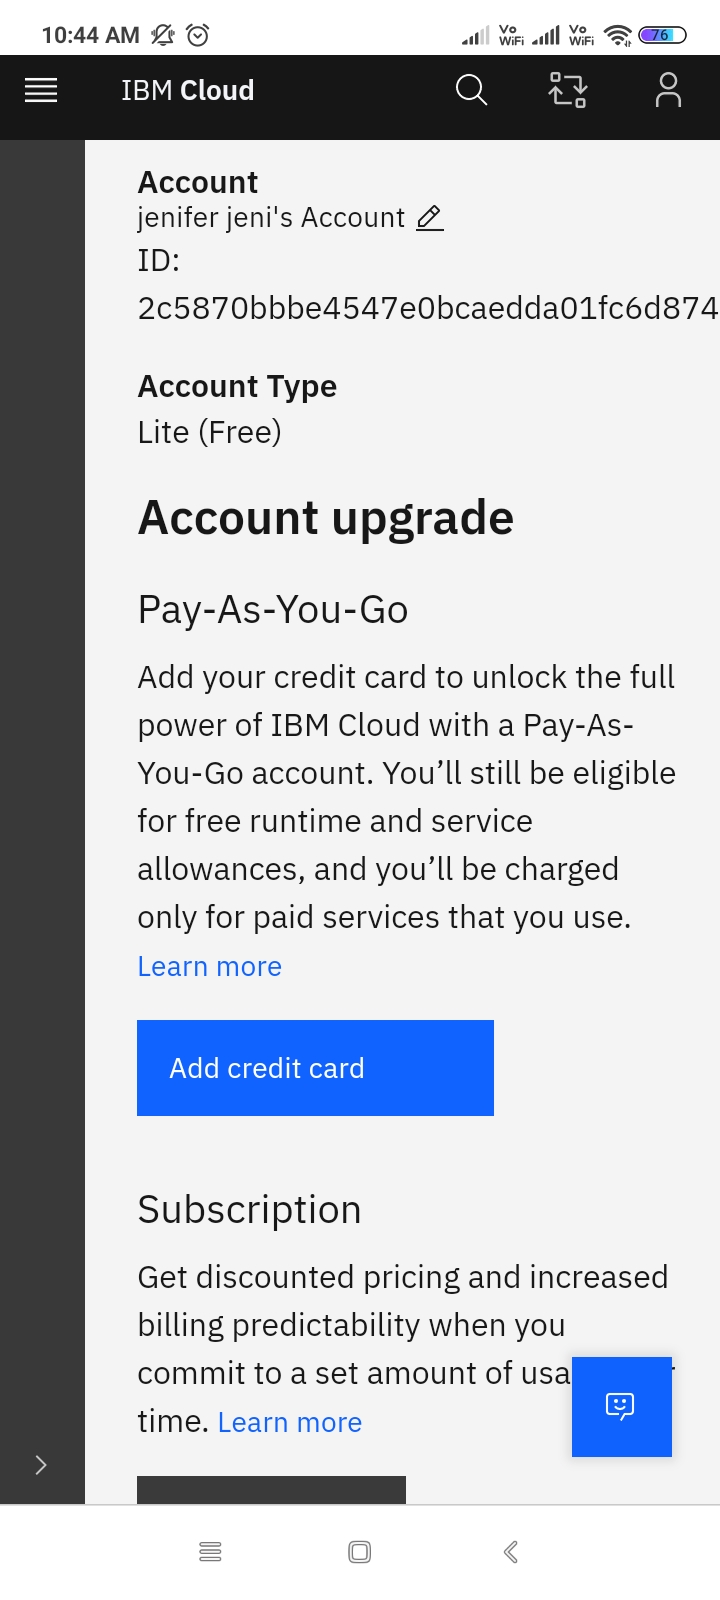 10:44 AM Vo WiFi Vo WiFi 76
IBM Cloud
Account
jenifer jeni's Account
ID:
2c5870bbbe4547e0bcaedda01fc6d874
Account Type
Lite (Free)
Account upgrade
Pay-As-You-Go
Add your credit card to unlock the full
power of IBM Cloud with a Pay-As-
You-Go account. You’ll still be eligible
for free runtime and service
allowances, and you’ll be charged
only for paid services that you use.
Learn more
Add credit card
Subscription
Get discounted pricing and increased
billing predictability when you
commit to a set amount of
time. Learn more